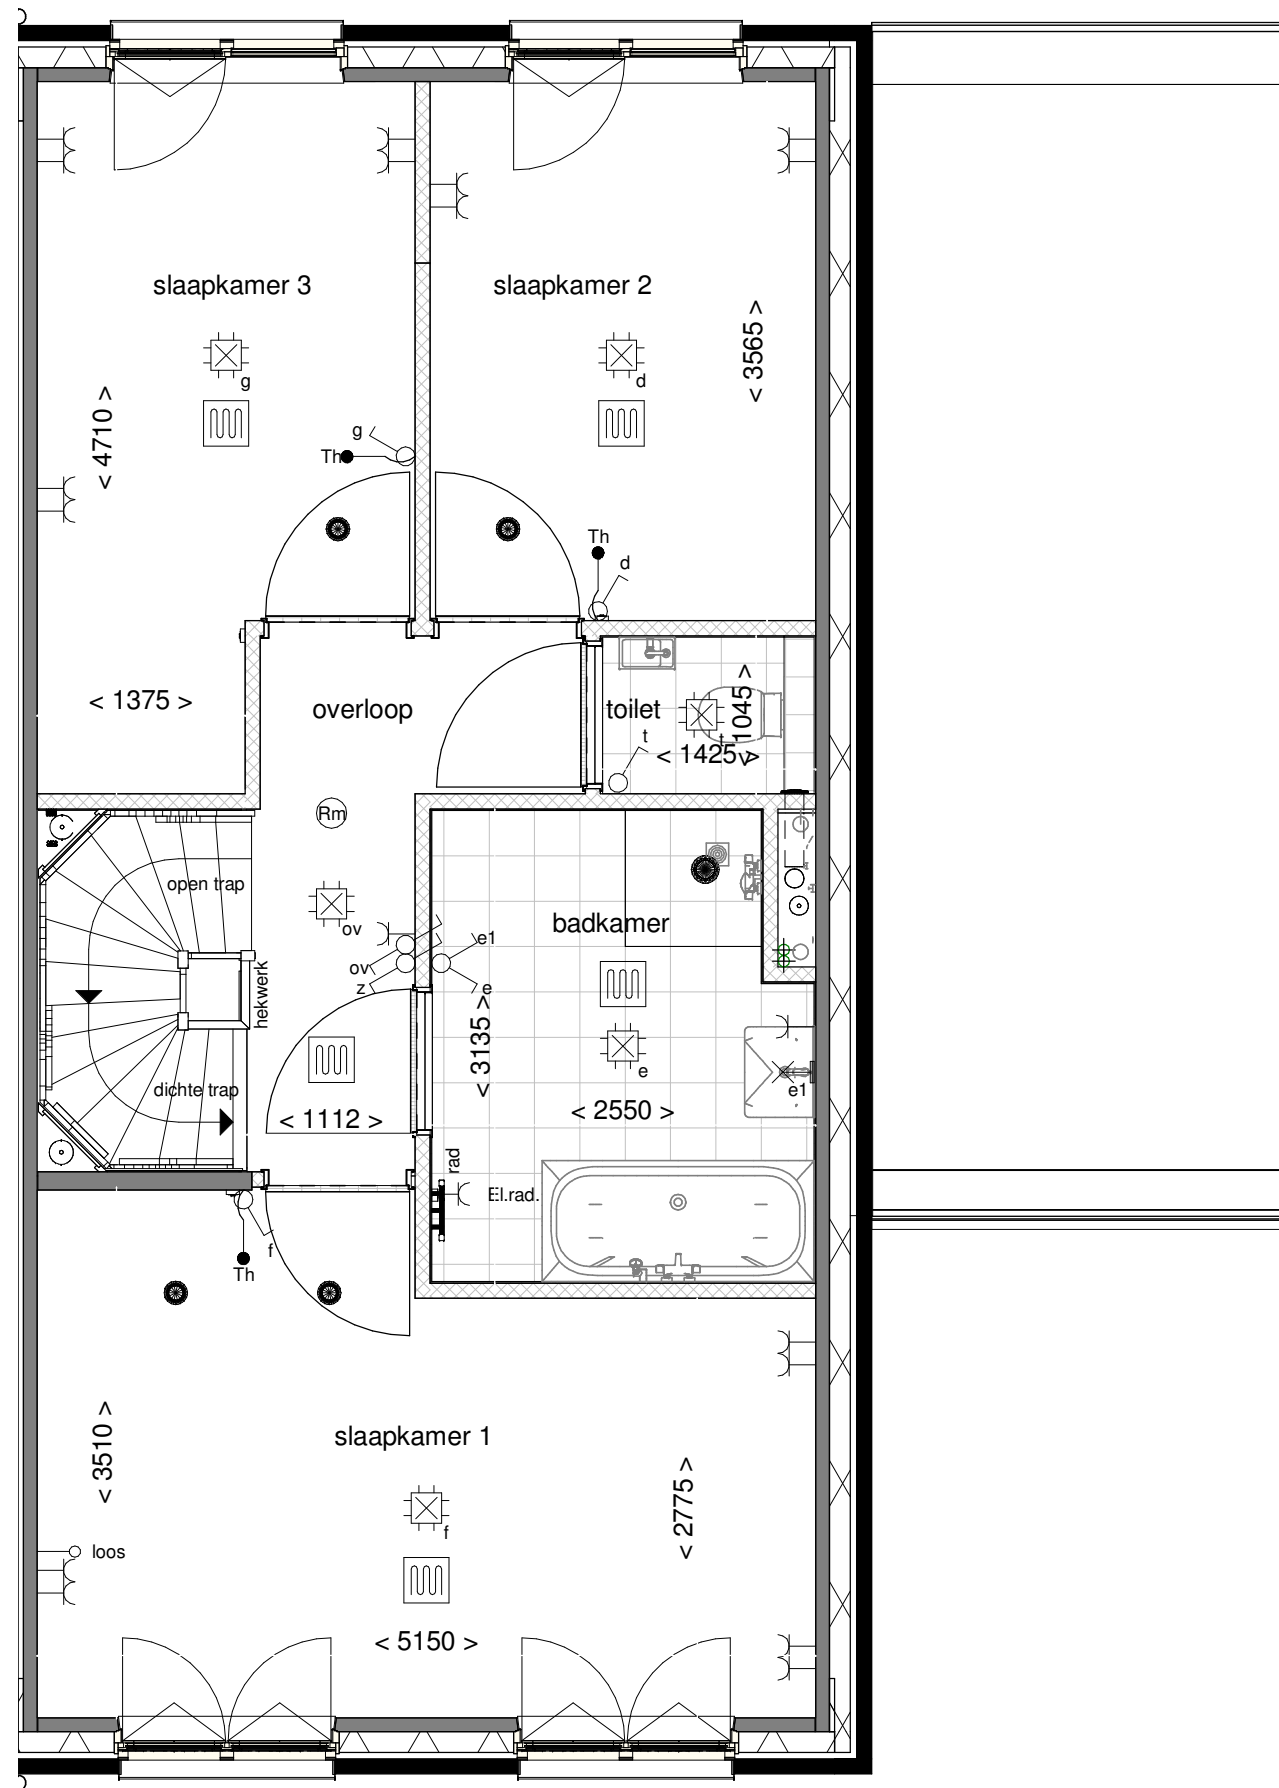 slaapkamer 3
slaapkamer 2
< 3565 >
g
d
< 4710 >
g
Th
Th
d
< 1375 >
overloop
toilet
< 1045 >
t
t
< 1425 >
Rm
open trap
ov
badkamer
e1
ov
z
e
hekwerk
< 3135 >
e
dichte trap
e1
< 1112 >
< 2550 >
rad
El.rad.
f
Th
slaapkamer 1
< 3510 >
< 2775 >
f
loos
< 5150 >